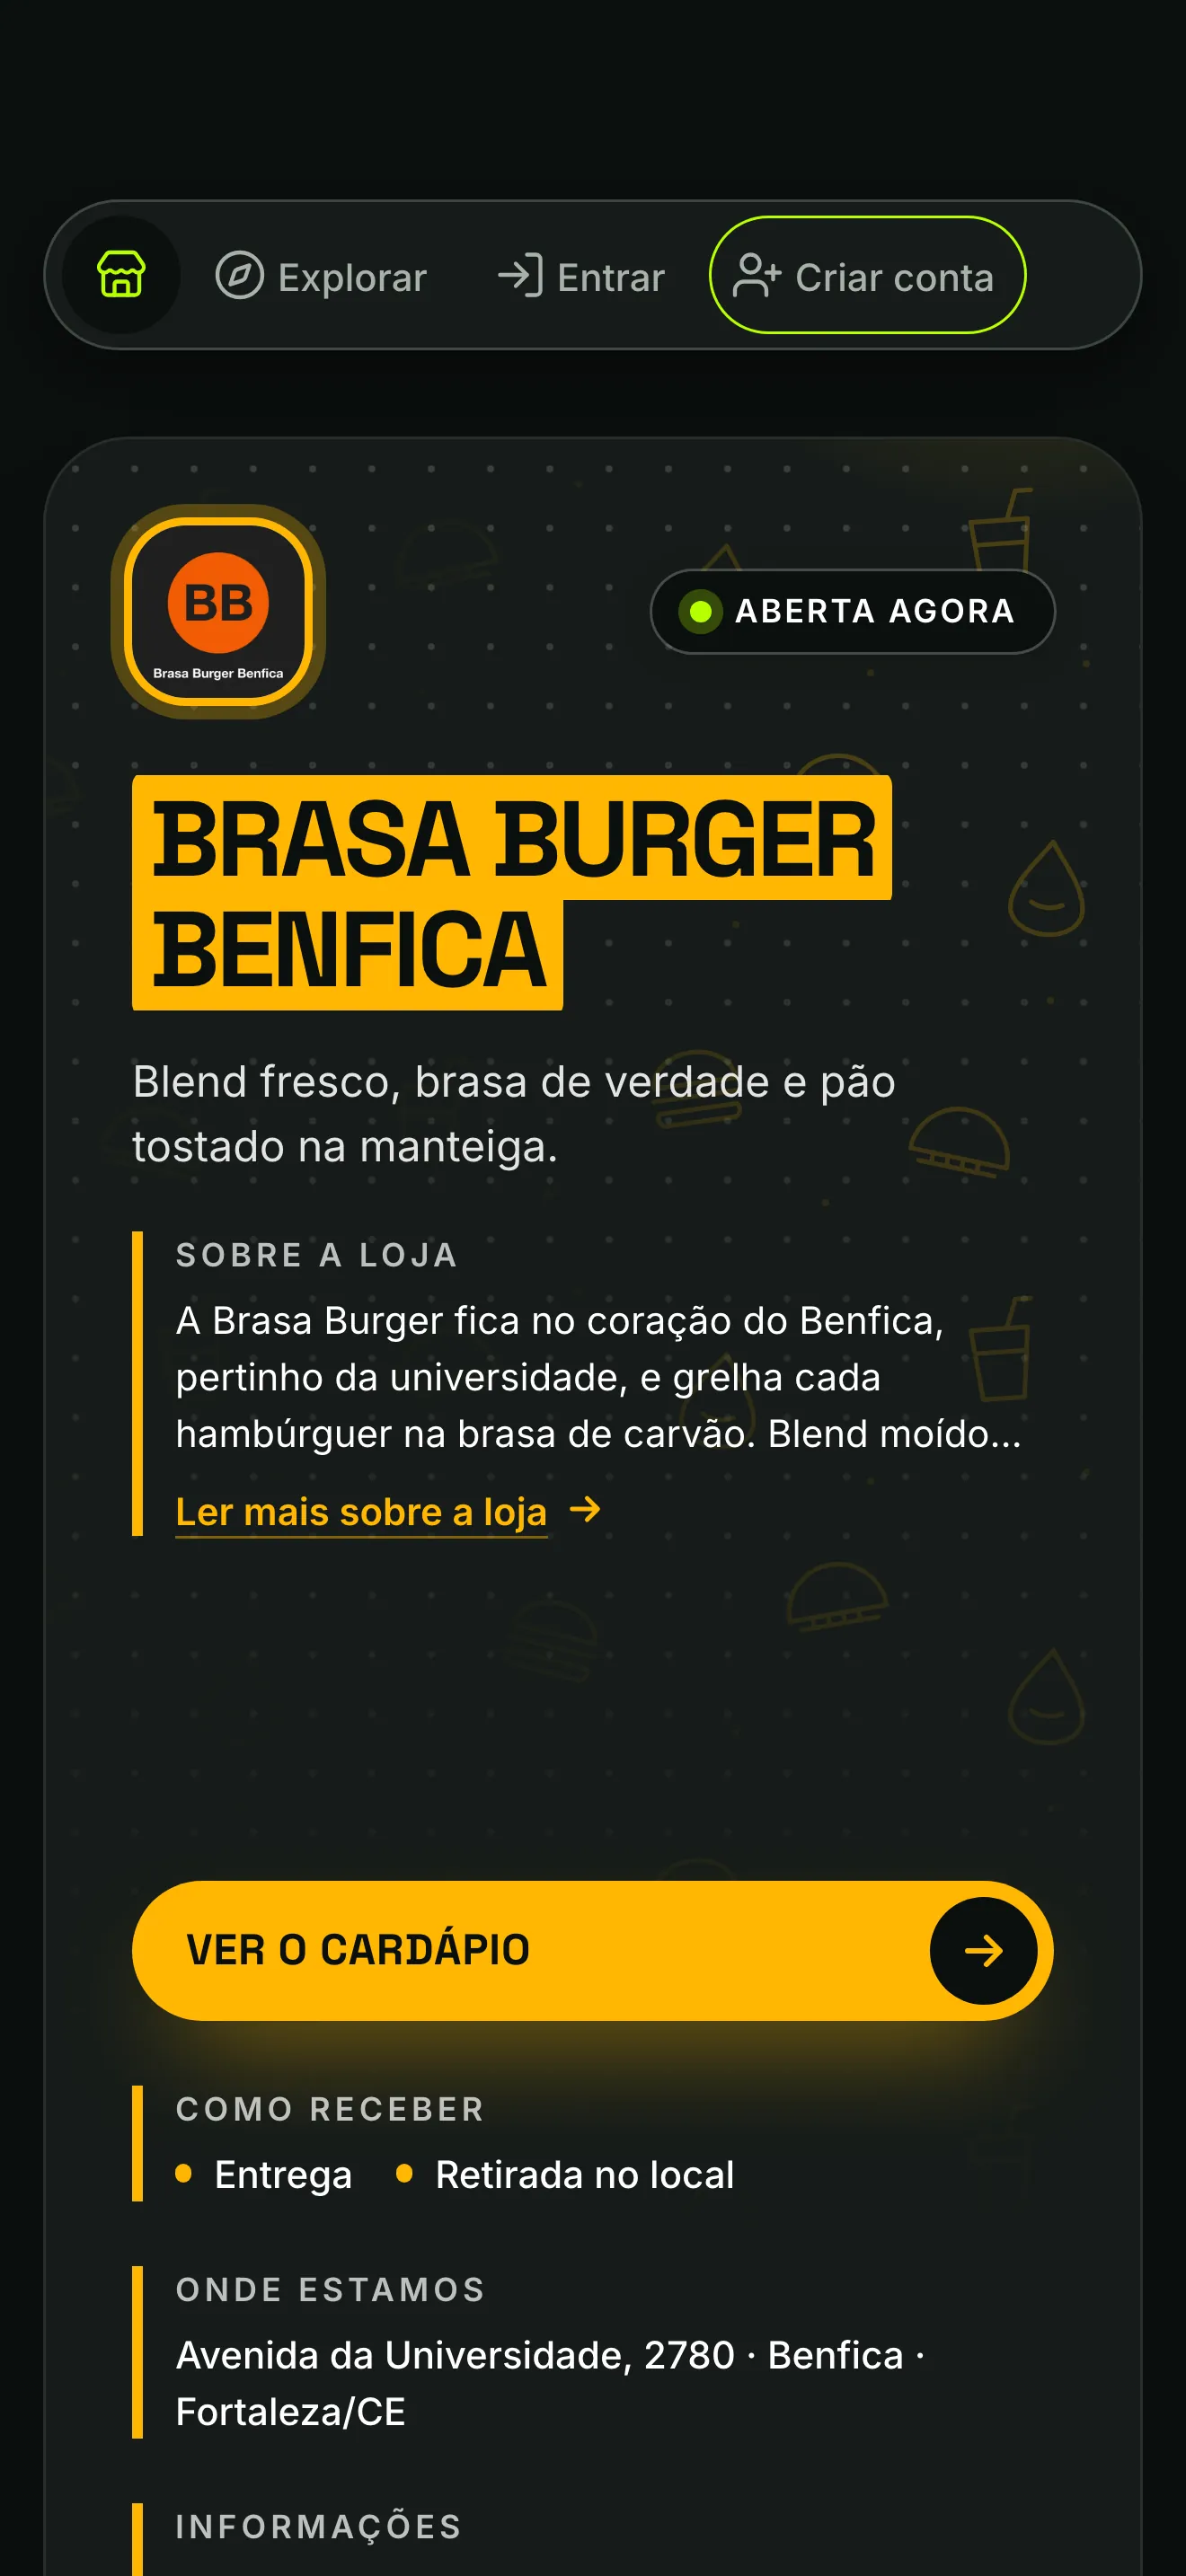 Explorar
Entrar
Criar conta
BB
Brasa Burger Benfica
ABERTA AGORA
BRASA BURGER
BENFICA
Blend fresco, brasa de verdade e pão
tostado na manteiga.
SOBRE A LOJA
A Brasa Burger fica no coração do Benfica,
pertinho da universidade, e grelha cada
hambúrguer na brasa de carvão. Blend moído...
Ler mais sobre a loja →
VER O CARDÁPIO
COMO RECEBER
Entrega
Retirada no local
ONDE ESTAMOS
Avenida da Universidade, 2780 · Benfica ·
Fortaleza/CE
INFORMAÇÕES